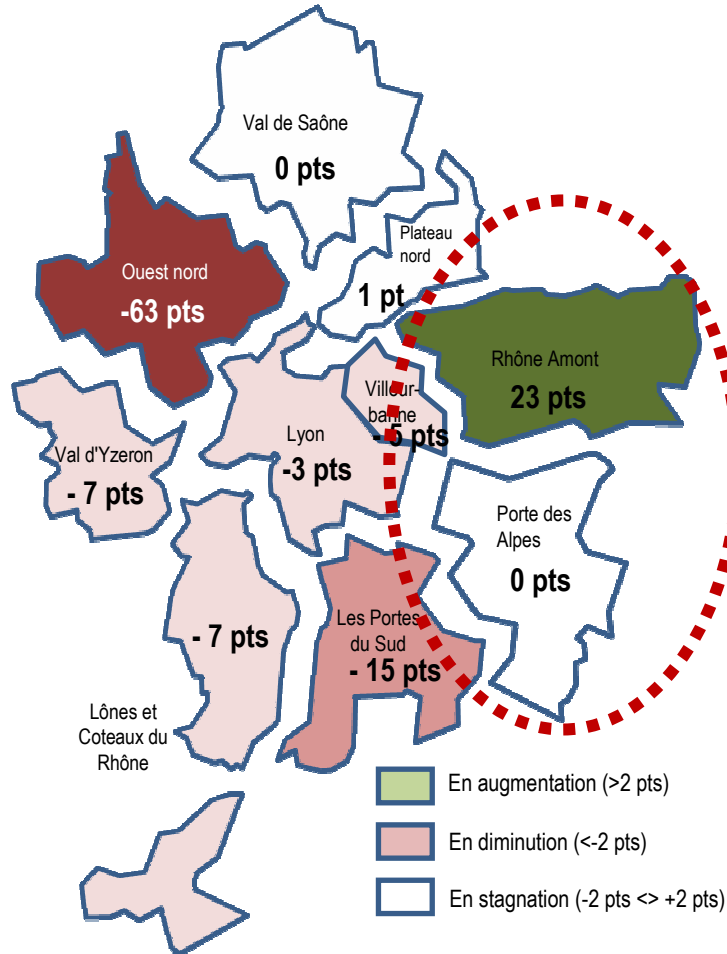 Val de Saône
0 pts
Plateau
nord
1 pt
Ouest nord
-63 pts
Rhône Amont
23 pts
Villeur-
banne
- 5 pts
Lyon
-3 pts
Val d'Yzeron
- 7 pts
Porte des
Alpes
0 pts
- 7 pts
Les Portes
du Sud
- 15 pts
Lônes et
Coteaux du
Rhône
En augmentation (>2 pts)
En diminution (<-2 pts)
En stagnation (-2 pts <> +2 pts)